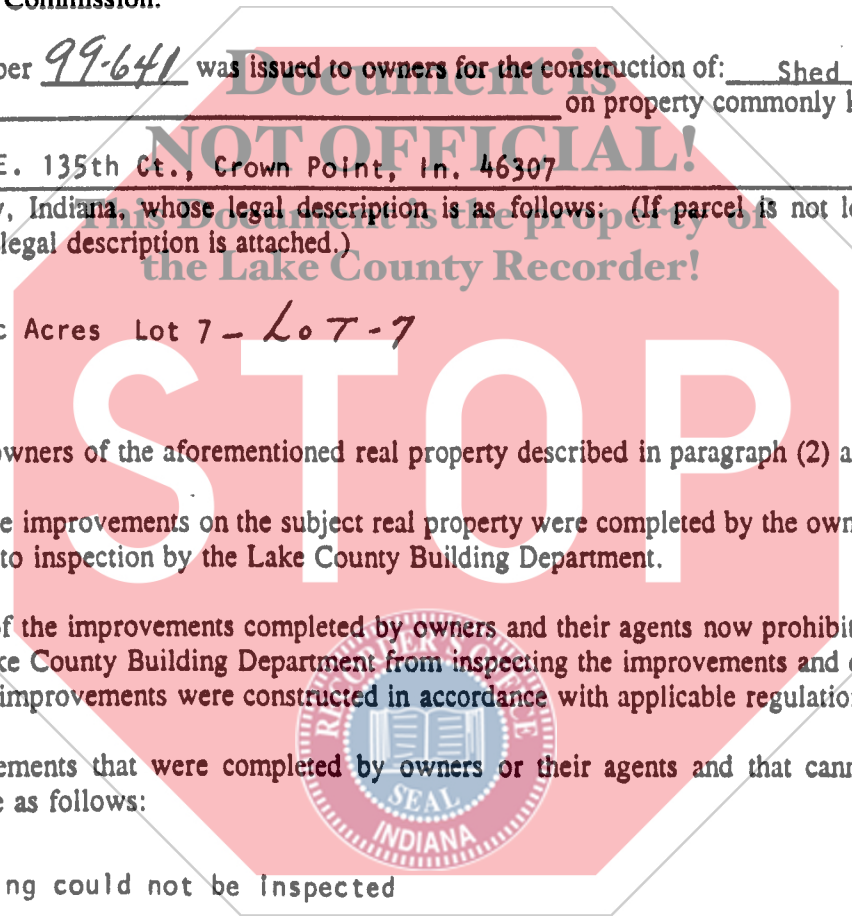 Commission.
per 99-641 was issued to owners for the construction of: Shed
on property commonly k
E. 135th Ct., Crown Point, In. 46307
y, Indiana, whose legal description is as follows: (If parcel is not le
legal description is attached.)
c Acres Lot 7 - LOT-7
owners of the aforementioned real property described in paragraph (2) a
e improvements on the subject real property were completed by the own
to inspection by the Lake County Building Department.
of the improvements completed by owners and their agents now prohibit
ke County Building Department from inspecting the improvements and
improvements were constructed in accordance with applicable regulation
ements that were completed by owners or their agents and that cann
e as follows:
ng could not be inspected
Document is
NOT OFFICIAL!
This Document is the property of
the Lake County Recorder!
STOP
RECORDER'S OFFICE
SEAL
INDIANA